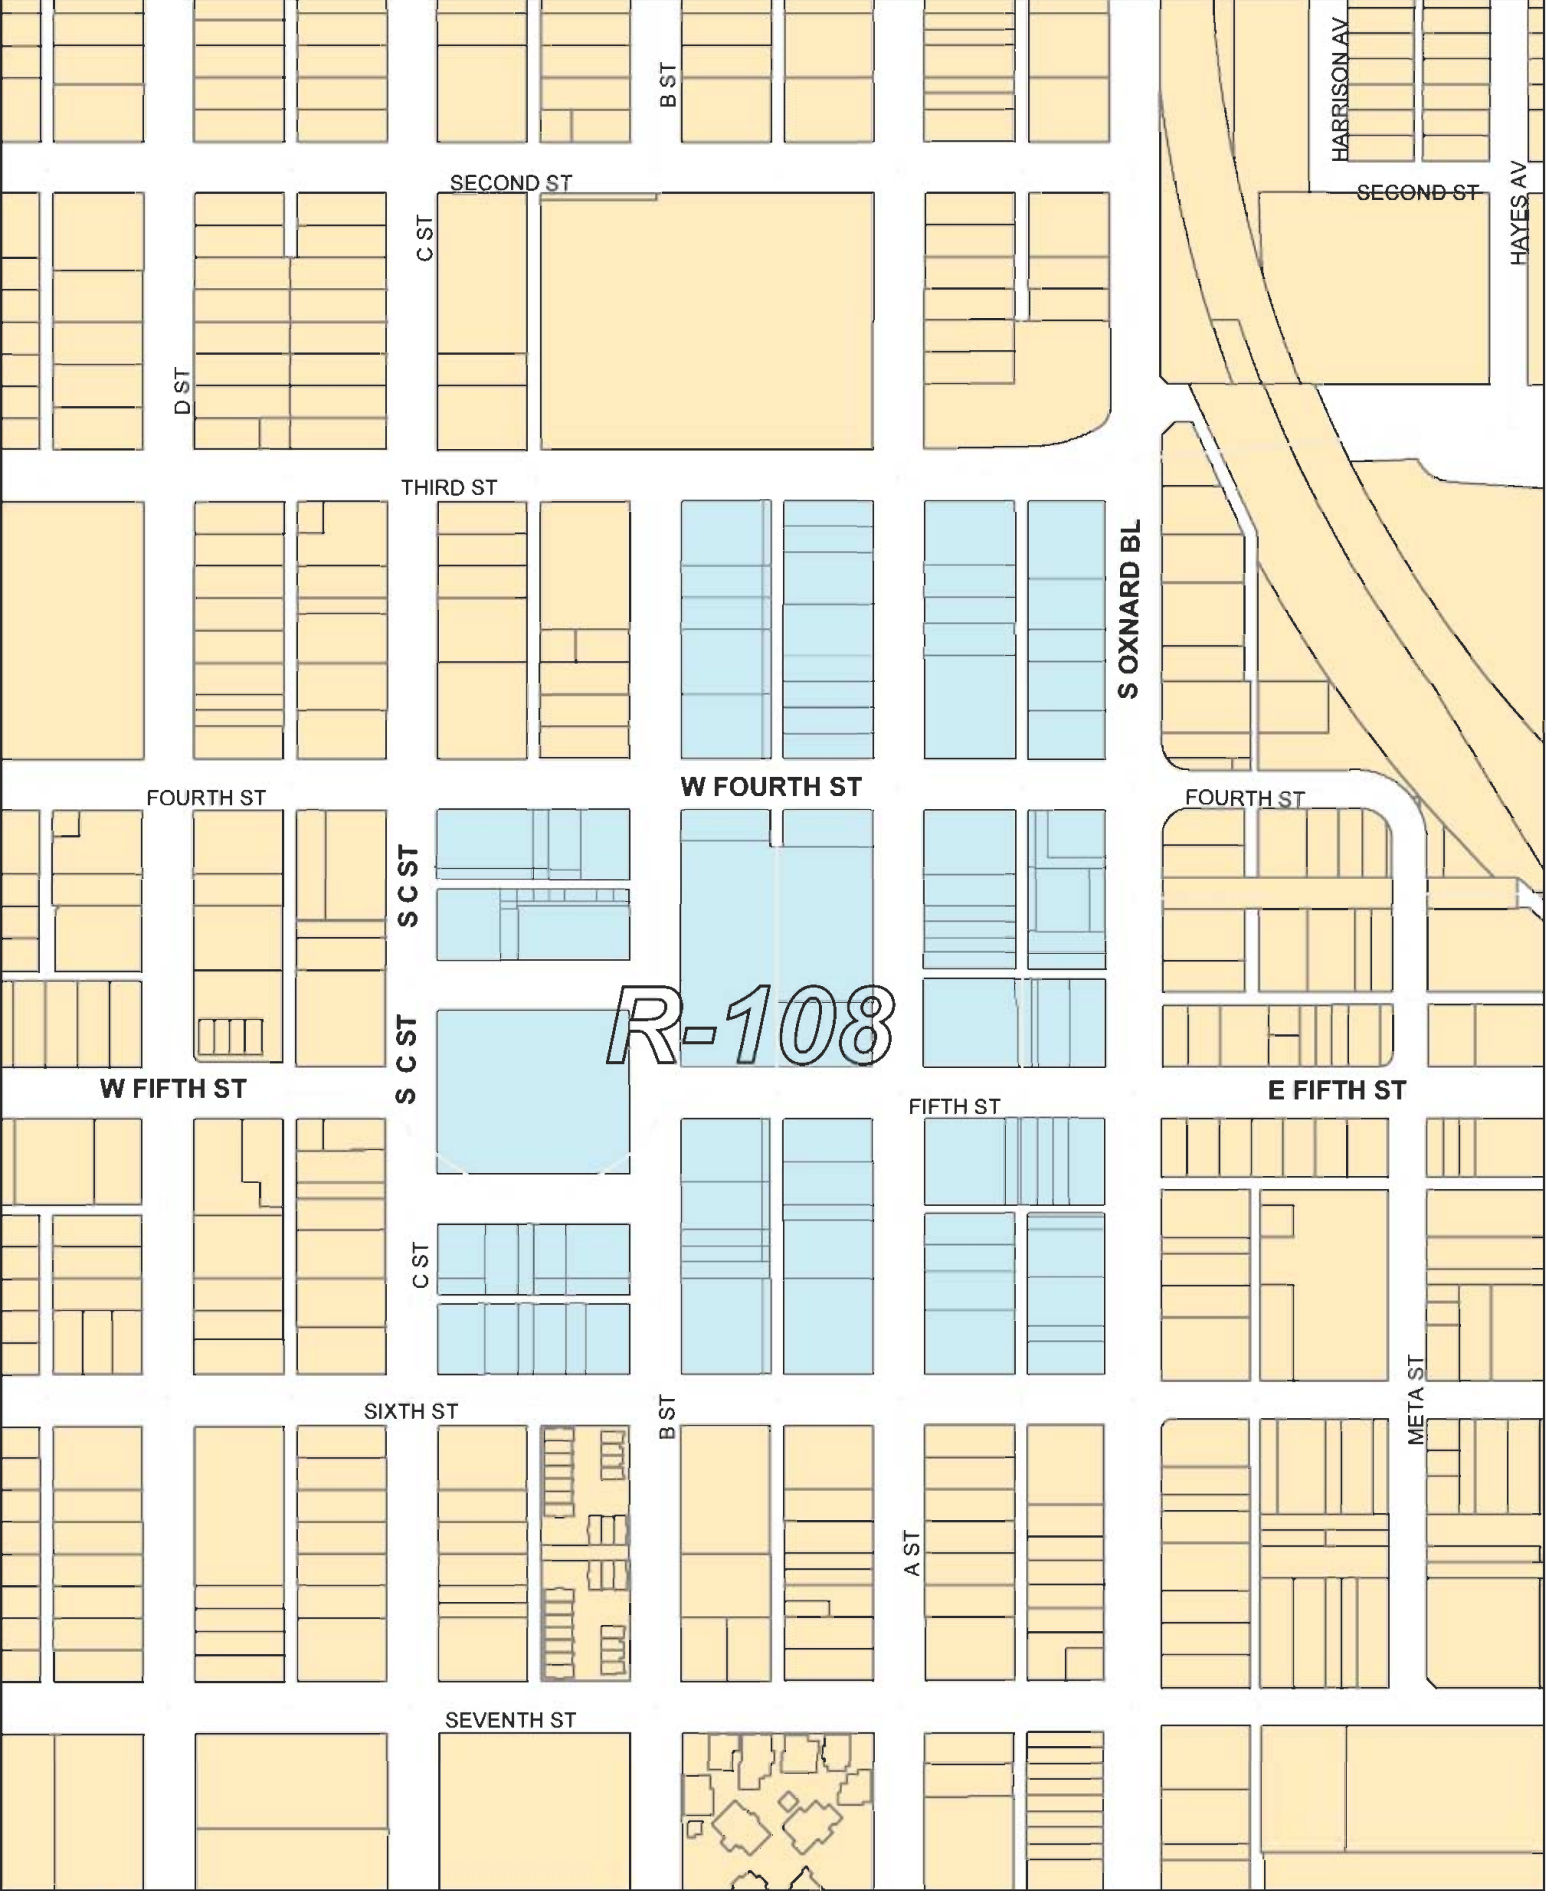 HARRISON AV
B ST
SECOND ST
SECOND ST
HAYES AV
C ST
D ST
THIRD ST
S OXNARD BL
W FOURTH ST
FOURTH ST
FOURTH ST
S C ST
R-108
S C ST
W FIFTH ST
E FIFTH ST
FIFTH ST
C ST
META ST
B ST
SIXTH ST
A ST
SEVENTH ST